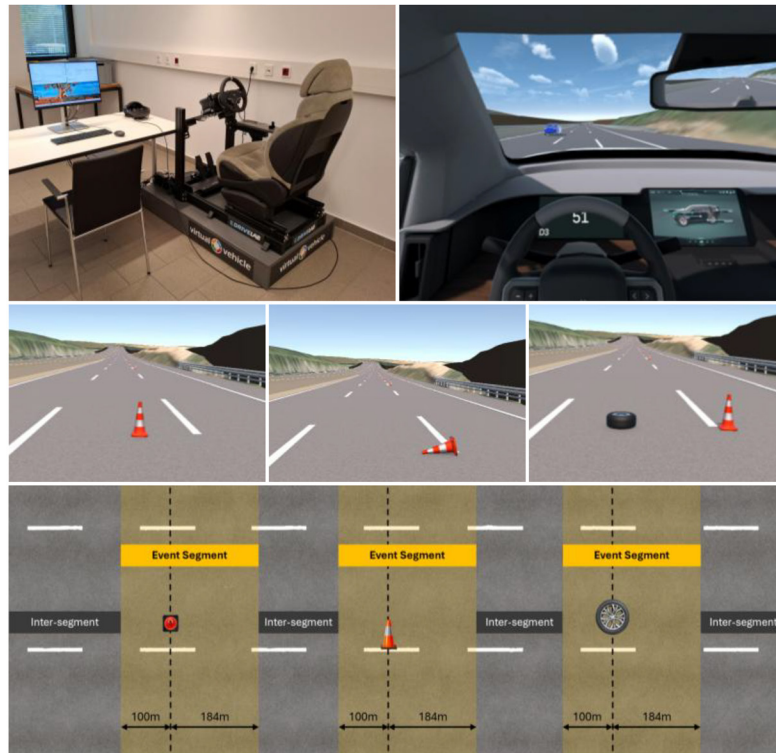 virtual vehicle
virtual vehicle
51
D3
Event Segment
Event Segment
Event Segment
Inter-segment
Inter-segment
Inter-segment
Inter-segment
100m
184m
100m
184m
100m
184m